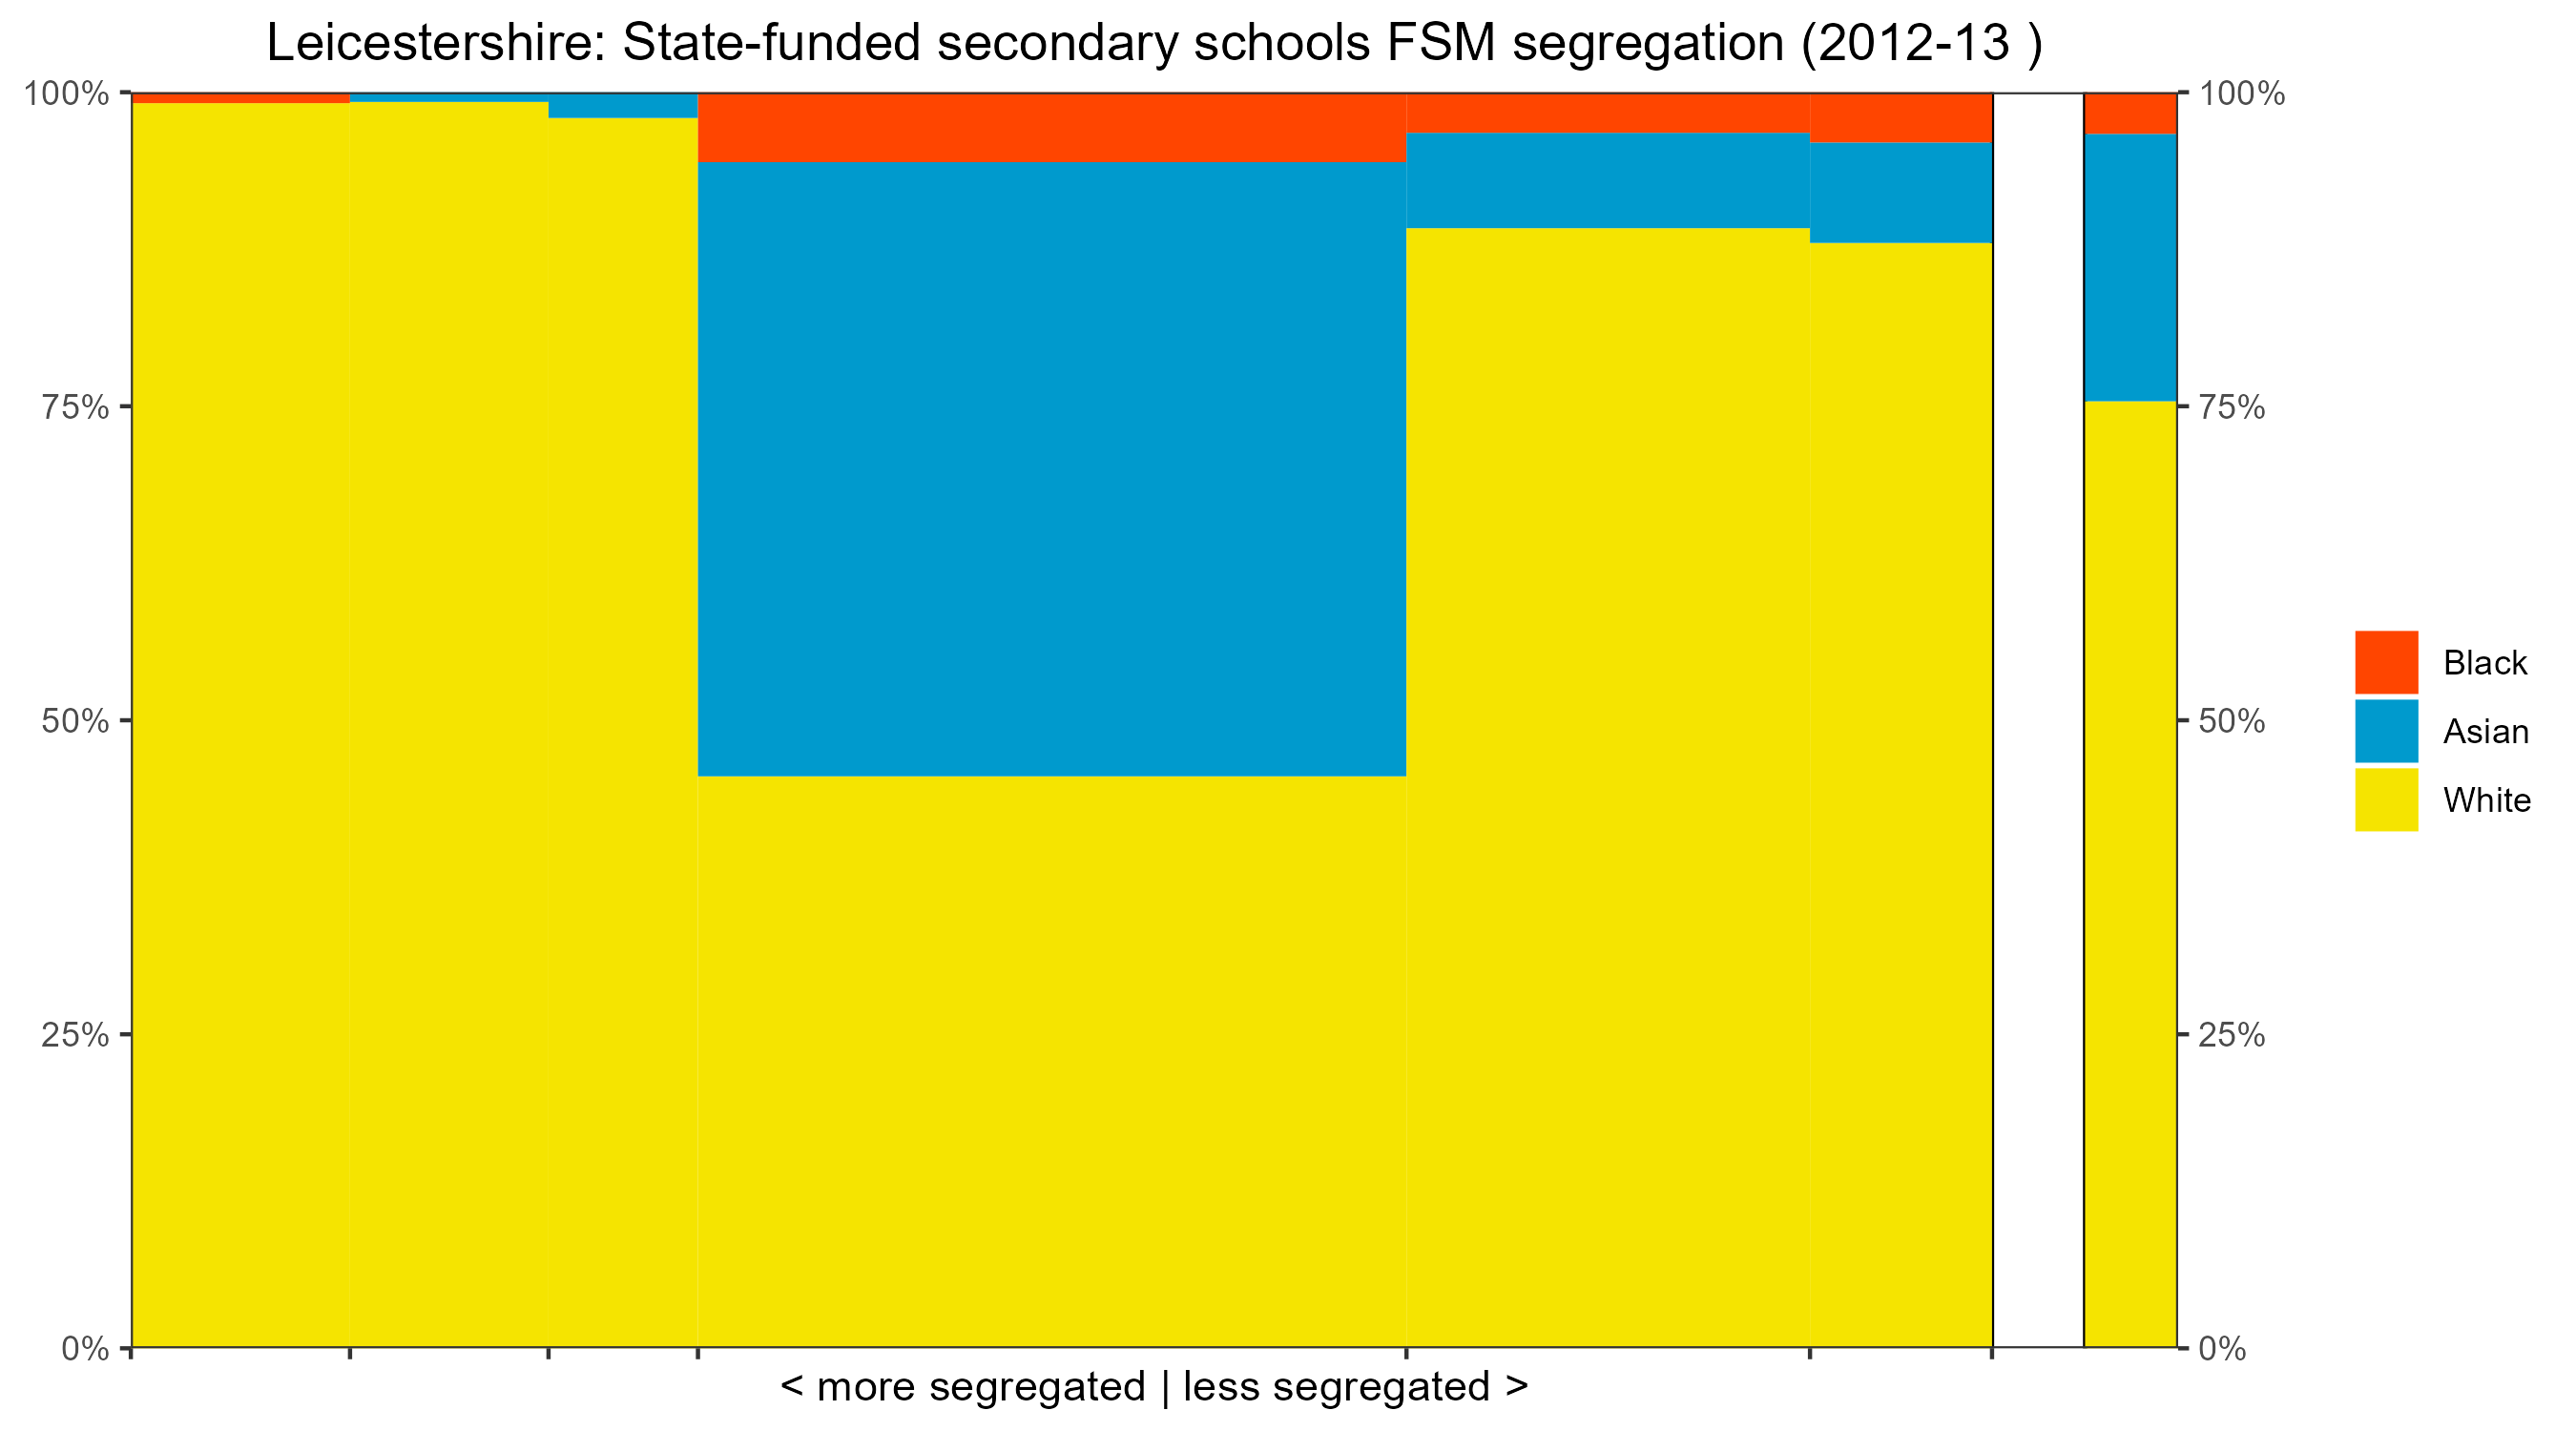 Leicestershire: State-funded secondary schools FSM segregation (2012-13 )
100%
75%
50%
25%
0%
100%
75%
50%
25%
0%
Black
Asian
White
< more segregated | less segregated >